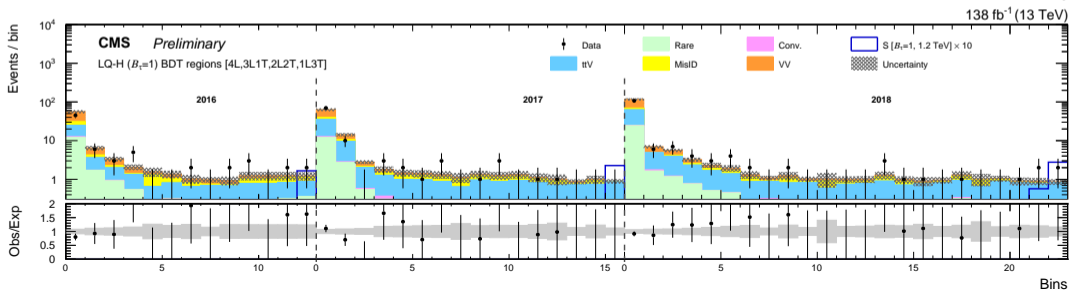 138 fb⁻¹ (13 TeV)
CMS Preliminary
LQ-H (Bτ=1) BDT regions [4L,3L1T,2L2T,1L3T]
Data
Rare
Conv.
S [Bτ=1, 1.2 TeV] × 10
ttV
MisID
VV
Uncertainty
2016
2017
2018
Events / bin
10⁴
10³
10²
10
1
Obs/Exp
2
1.5
1
0.5
0
0 5 10 0 5 10 15 0 5 10 15 20
Bins